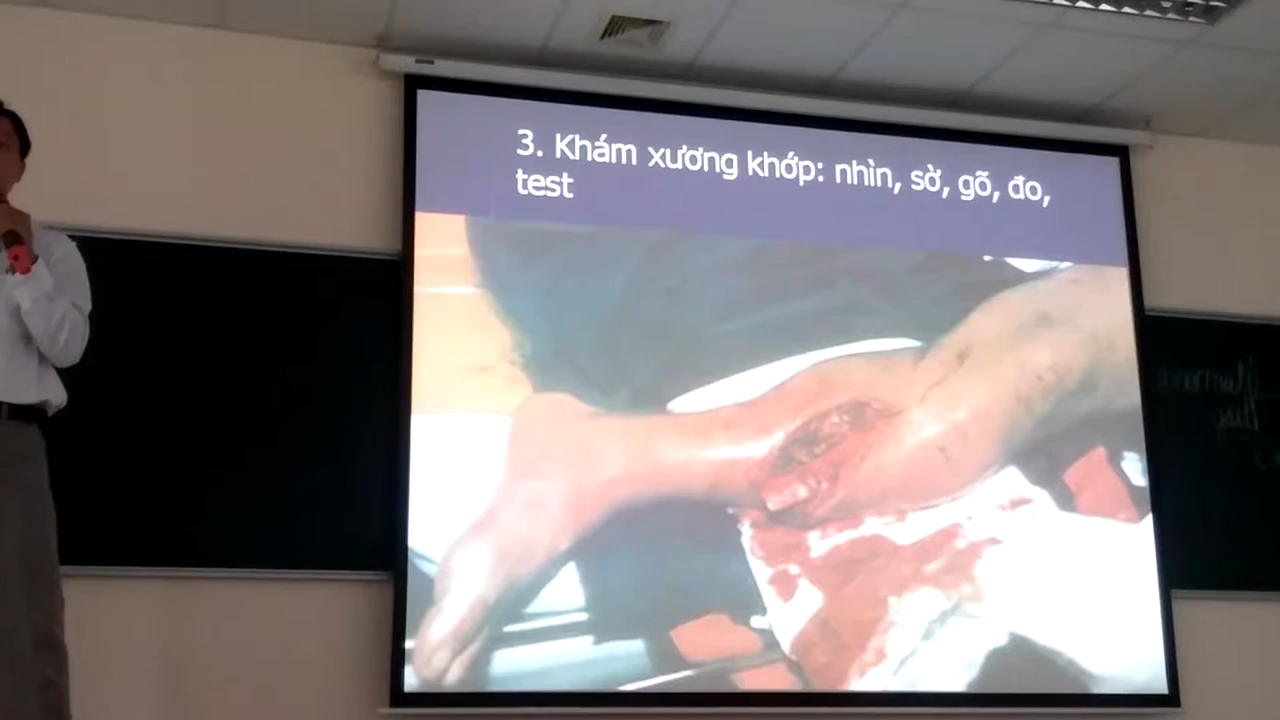 3. Khám xương khớp: nhìn, sờ, gõ, đo,
test